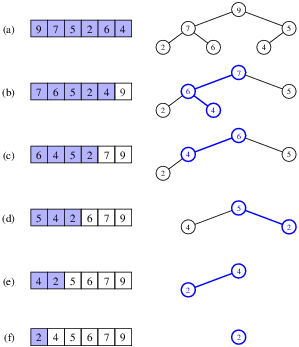 (a) 9 7 5 2 6 4
9
7 5
2 6 4
(b) 7 6 5 2 4 9
7
6 5
2 4
(c) 6 4 5 2 7 9
6
4 5
2
(d) 5 4 2 6 7 9
5
4 2
(e) 4 2 5 6 7 9
4
2
(f) 2 4 5 6 7 9
2